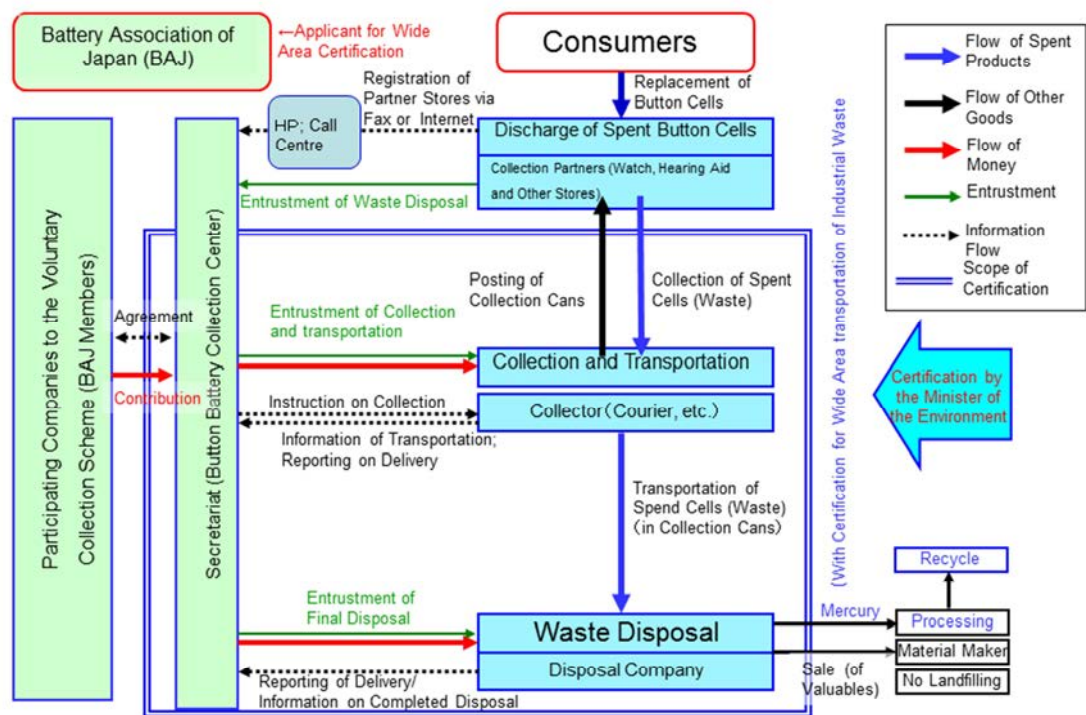 Battery Association of
Japan (BAJ)
←Applicant for Wide
Area Certification
Consumers
Replacement of
Button Cells
Registration of
Partner Stores via
Fax or Internet
HP; Call
Centre
Discharge of Spent Button Cells
Collection Partners (Watch, Hearing Aid
and Other Stores)
Entrustment of Waste Disposal
Participating Companies to the Voluntary
Collection Scheme (BAJ Members)
Agreement
Contribution
Secretariat (Button Battery Collection Center)
Posting of
Collection Cans
Collection of Spent
Cells (Waste)
Entrustment of Collection
and transportation
Collection and Transportation
Collector(Courier, etc.)
Instruction on Collection
Information of Transportation;
Reporting on Delivery
Transportation of
Spend Cells (Waste)
(in Collection Cans)
Entrustment of
Final Disposal
Waste Disposal
Disposal Company
Reporting of Delivery/
Information on Completed Disposal
(With Certification for Wide Area transportation of Industrial Waste
Flow of Spent
Products
Flow of Other
Goods
Flow of
Money
Entrustment
Information
Flow
Scope of
Certification
Certification by
the Minister of
the Environment
Recycle
Mercury
Processing
Material Maker
Sale (of
Valuables)
No Landfilling